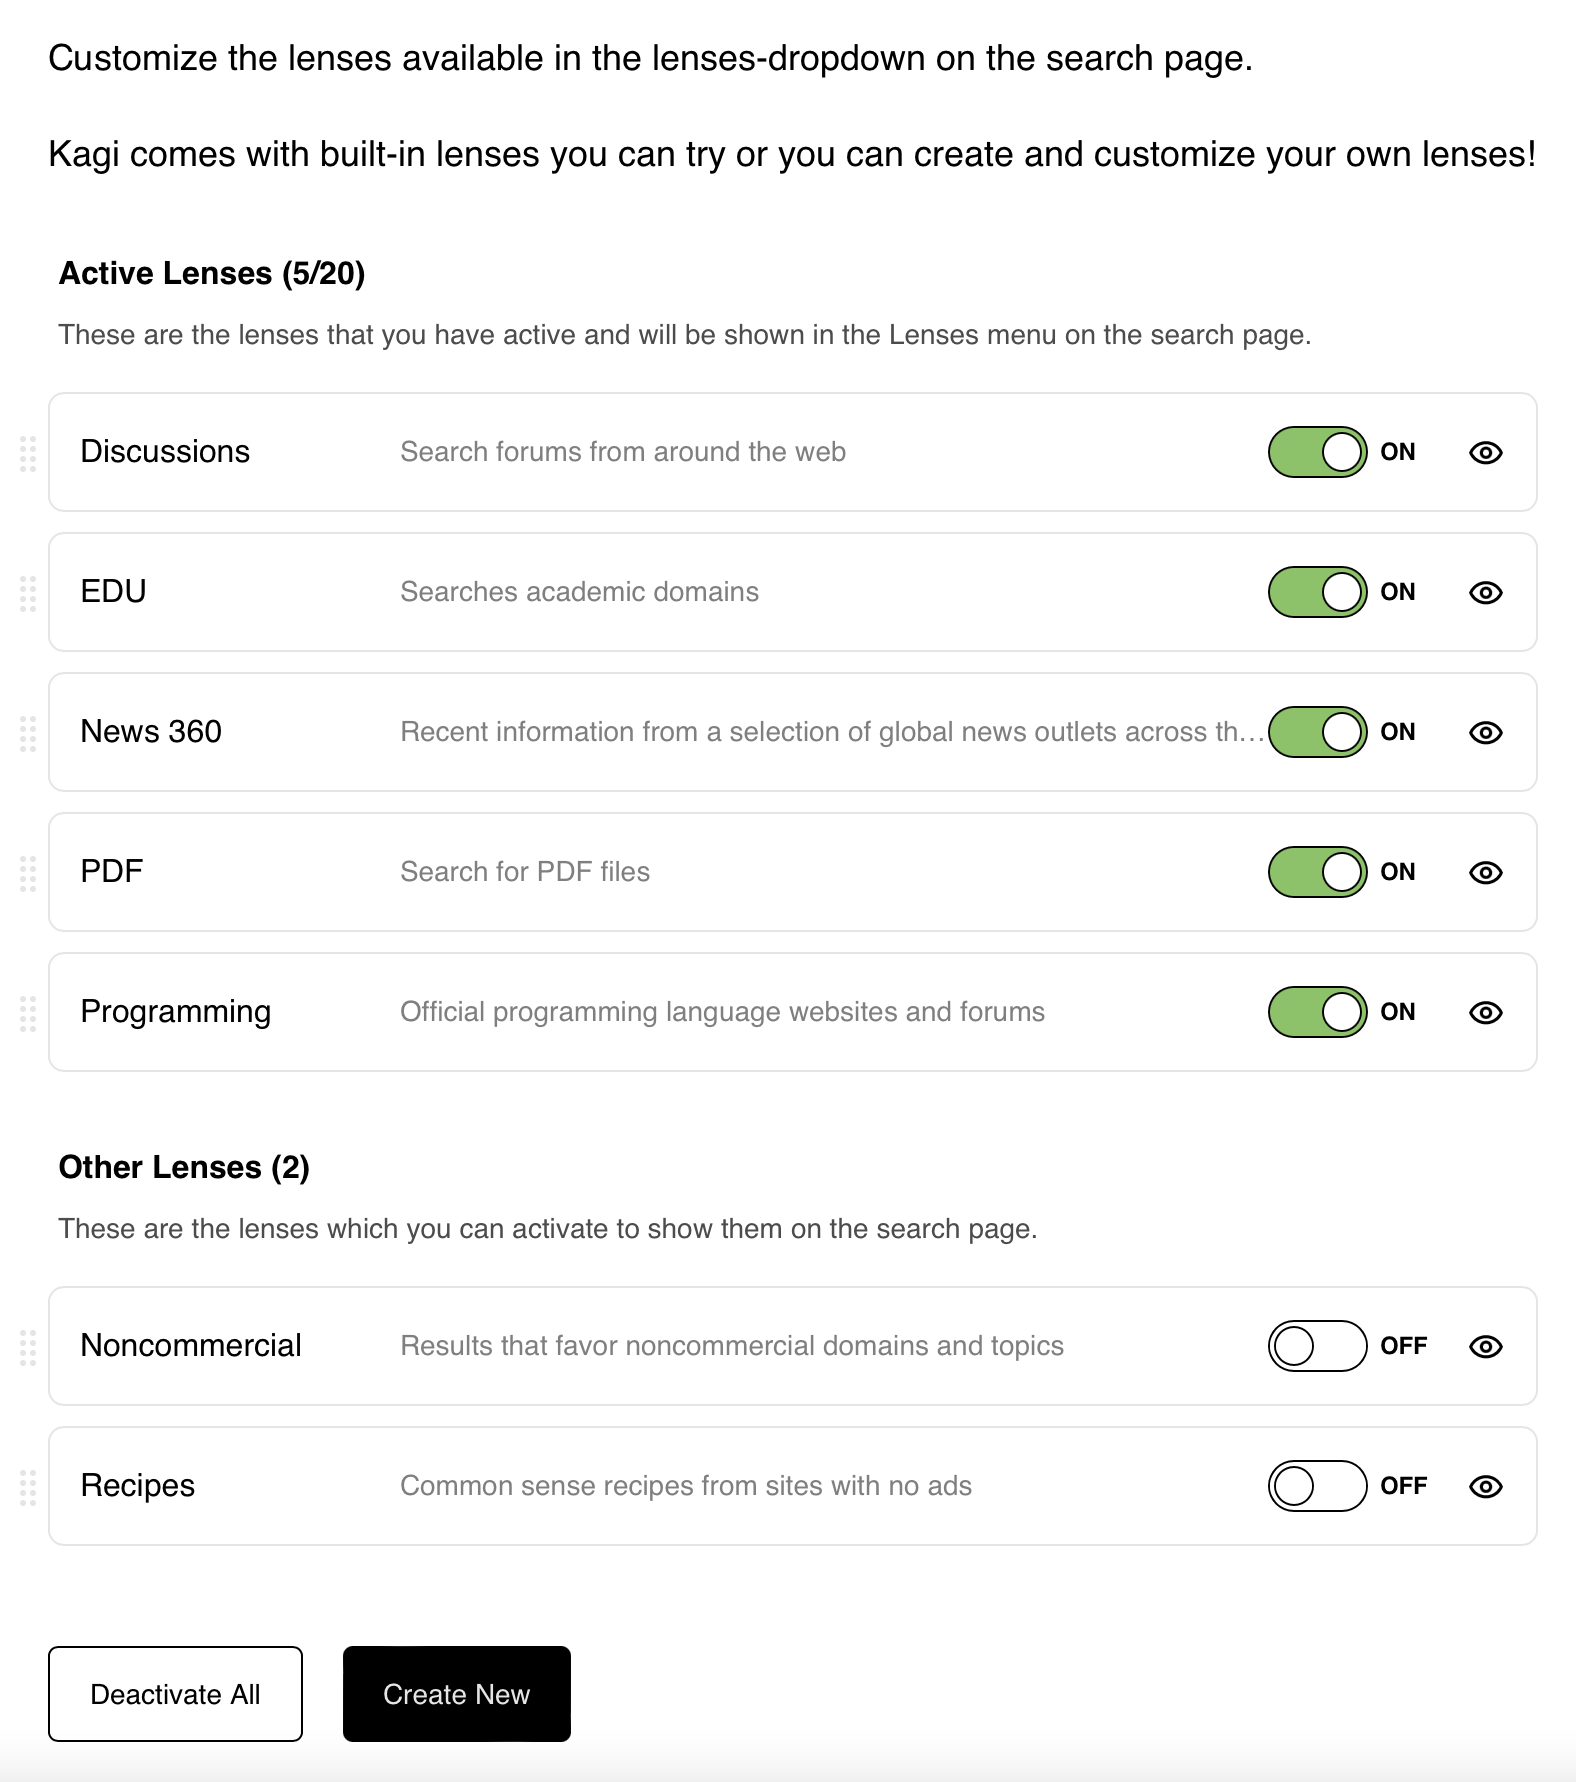 Customize the lenses available in the lenses-dropdown on the search page.
Kagi comes with built-in lenses you can try or you can create and customize your own lenses!
Active Lenses (5/20)
These are the lenses that you have active and will be shown in the Lenses menu on the search page.
Discussions Search forums from around the web ON
EDU Searches academic domains ON
News 360 Recent information from a selection of global news outlets across th... ON
PDF Search for PDF files ON
Programming Official programming language websites and forums ON
Other Lenses (2)
These are the lenses which you can activate to show them on the search page.
Noncommercial Results that favor noncommercial domains and topics OFF
Recipes Common sense recipes from sites with no ads OFF
Deactivate All Create New